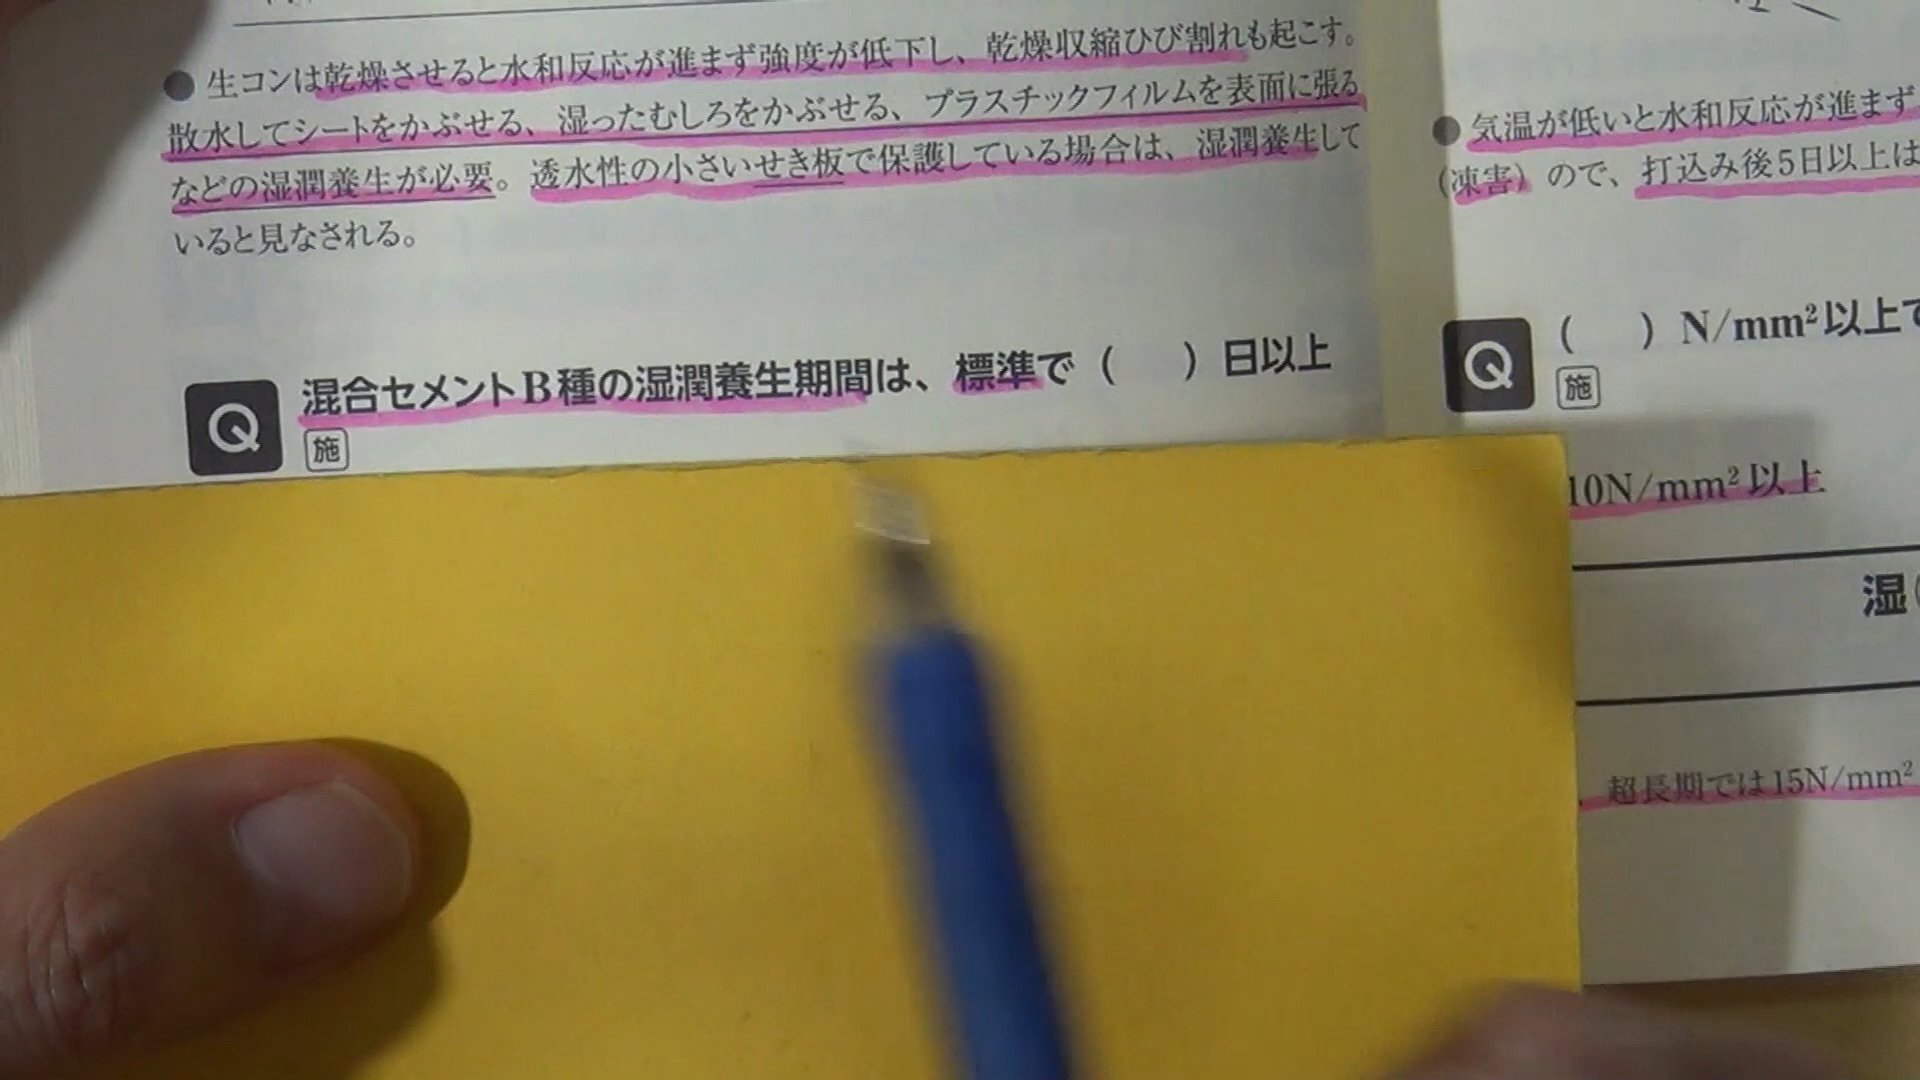 ●生コンは乾燥させると水和反応が進まず強度が低下し、乾燥収縮ひび割れも起こす。
散水してシートをかぶせる、湿ったむしろをかぶせる、プラスチックフィルムを表面に張る
などの湿潤養生が必要。透水性の小さいせき板で保護している場合は、湿潤養生して
いると見なされる。
Q 混合セメントB種の湿潤養生期間は、標準で（　　）日以上
施
●気温が低いと水和反応が進まず
（凍害）ので、打込み後5日以上は
Q （　　）N/mm²以上で
施
10N/mm²以上
湿
超長期では15N/mm²